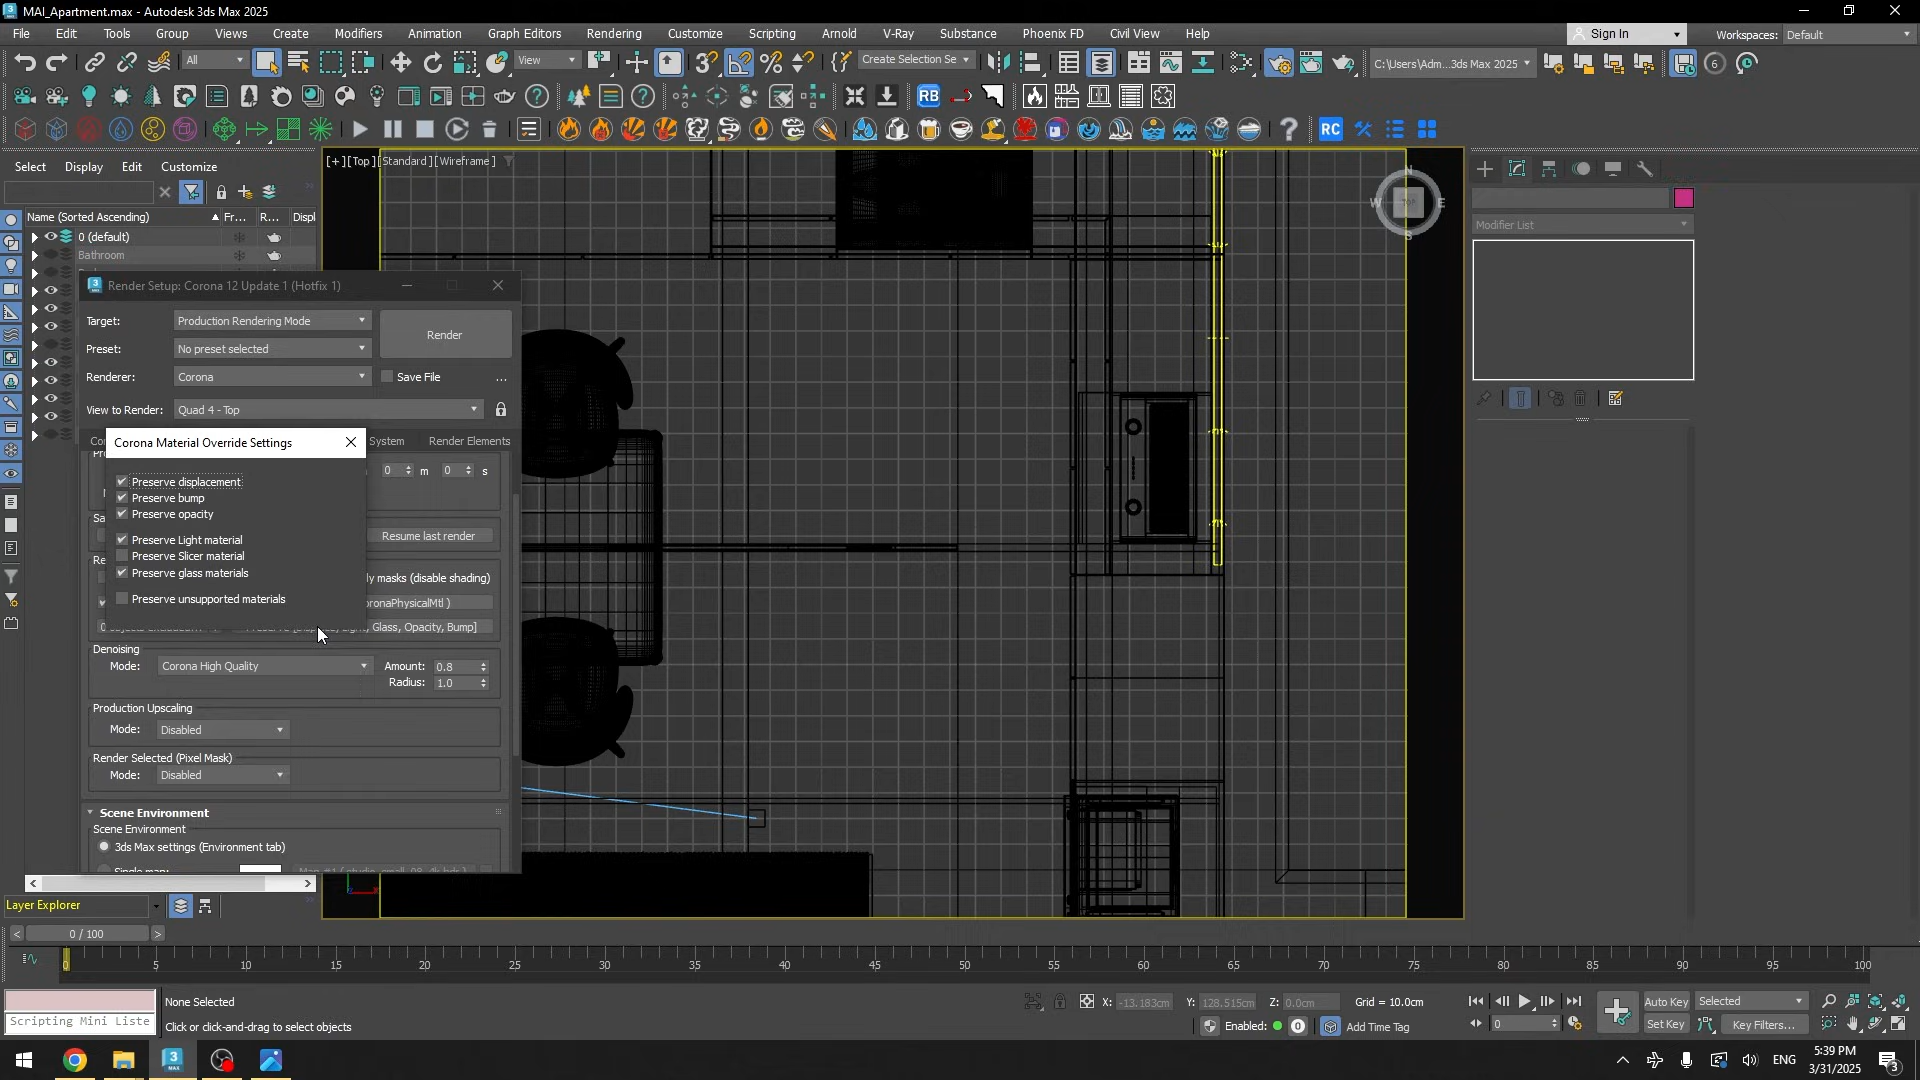 MAI_Apartment.max - Autodesk 3ds Max 2025
File Edit Tools Group Views Create Modifiers Animation Graph Editors Rendering Customize Scripting Arnold V-Ray Substance Phoenix FD Civil View Help
Sign In
Workspaces: Default
All
View
Create Selection Se
C:\Users\Adm...3ds Max 2025
6
RB
RC
Select Display Edit Customize
Name (Sorted Ascending) Fr... R... Displ
0 (default)
Bathroom
[+] [Top] [Standard] [Wireframe]
N
W
E
S
TOP
Modifier List
Render Setup: Corona 12 Update 1 (Hotfix 1)
Target: Production Rendering Mode
Render
Preset: No preset selected
Renderer: Corona
Save File ...
View to Render: Quad 4 - Top
System Render Elements
0 m 0 s
Resume last render
ly masks (disable shading)
oronaPhysicalMtl )
Glass, Opacity, Bump]
Corona Material Override Settings
Preserve displacement
Preserve bump
Preserve opacity
Preserve Light material
Preserve Slicer material
Preserve glass materials
Preserve unsupported materials
Denoising
Mode: Corona High Quality Amount: 0.8
Radius: 1.0
Production Upscaling
Mode: Disabled
Render Selected (Pixel Mask)
Mode: Disabled
Scene Environment
Scene Environment
3ds Max settings (Environment tab)
Layer Explorer
0 / 100
0 5 10 15 20 25 30 35 40 45 50 55 60 65 70 75 80 85 90 95 100
None Selected
X: -13.183cm Y: 128.515cm Z: 0.0cm Grid = 10.0cm
Auto Key Selected
Scripting Mini Liste
Click or click-and-drag to select objects
Enabled: 0
Add Time Tag
0
Set Key Key Filters...
ENG
5:39 PM
3/31/2025
3